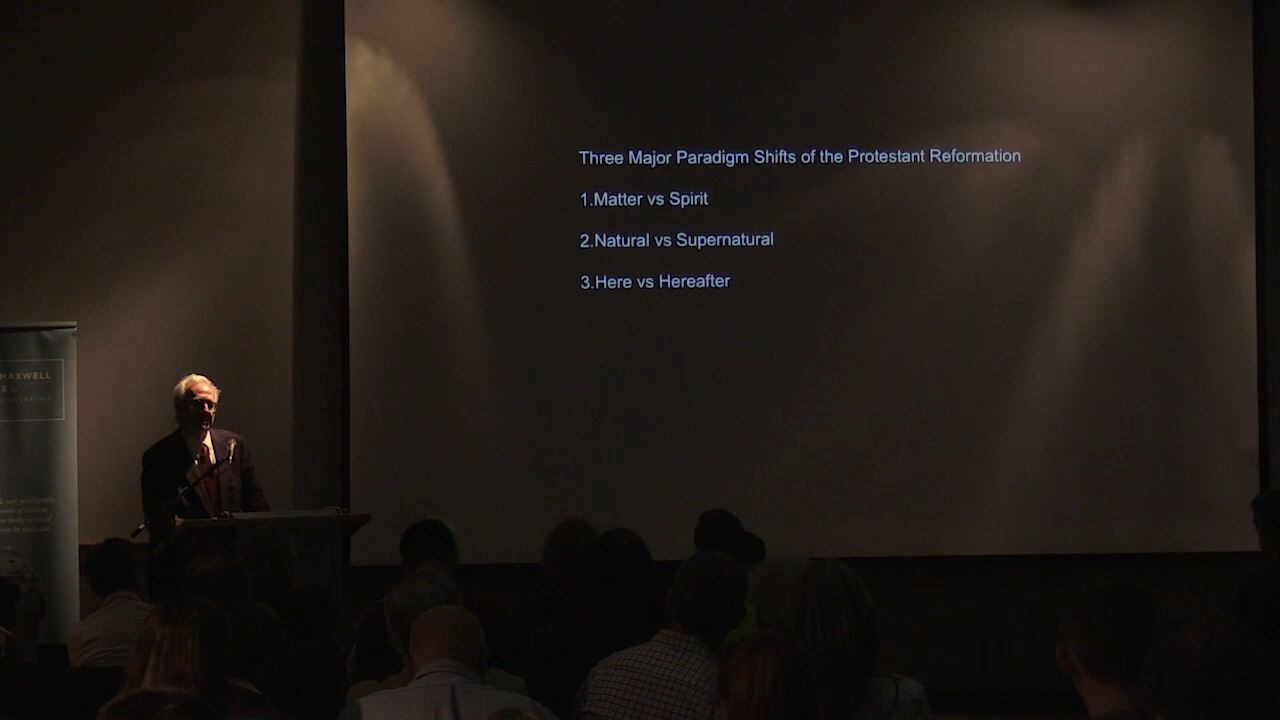 Three Major Paradigm Shifts of the Protestant Reformation
1.Matter vs Spirit
2.Natural vs Supernatural
3.Here vs Hereafter
MAXWELL